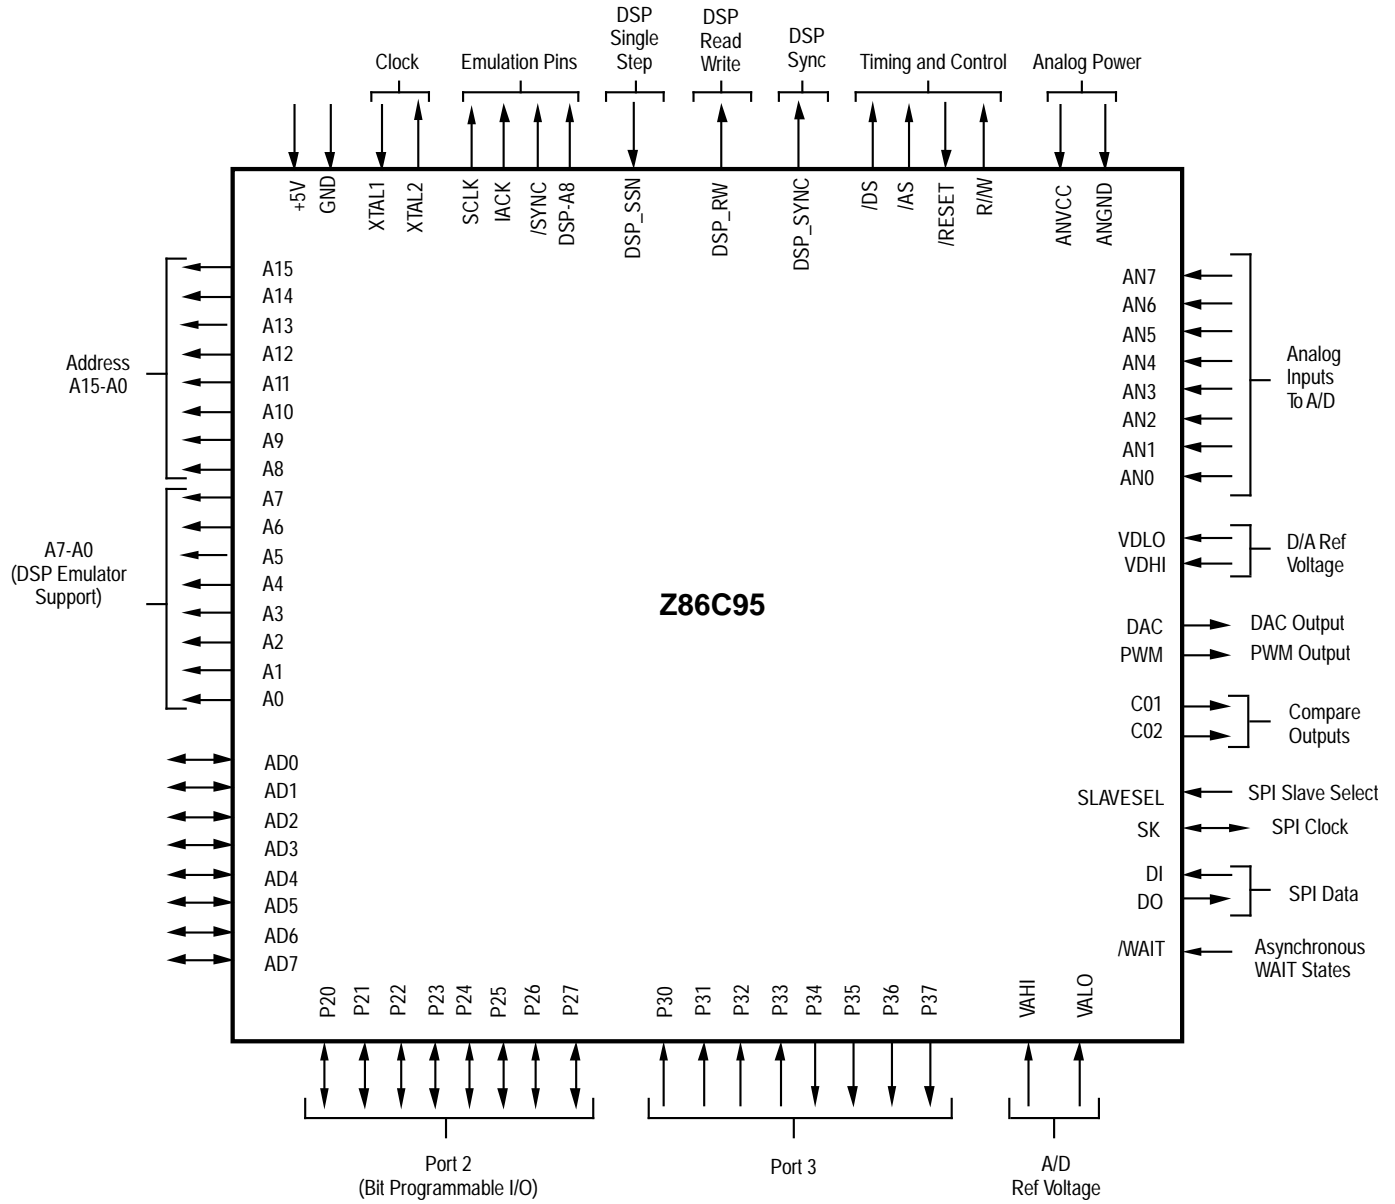 DSP
Single
Step
DSP
Read
Write
DSP
Sync
Clock
Emulation Pins
Timing and Control
Analog Power
+5V
GND
XTAL1
XTAL2
SCLK
IACK
/SYNC
DSP-A8
DSP_SSN
DSP_RW
DSP_SYNC
/DS
/AS
/RESET
R/W
ANVCC
ANGND
Address
A15-A0
A15
A14
A13
A12
A11
A10
A9
A8
A7-A0
(DSP Emulator
Support)
A7
A6
A5
A4
A3
A2
A1
A0
AD0
AD1
AD2
AD3
AD4
AD5
AD6
AD7
Z86C95
AN7
AN6
AN5
AN4
AN3
AN2
AN1
AN0
Analog
Inputs
To A/D
VDLO
VDHI
D/A Ref
Voltage
DAC
DAC Output
PWM
PWM Output
C01
C02
Compare
Outputs
SLAVESEL
SPI Slave Select
SK
SPI Clock
DI
DO
SPI Data
/WAIT
Asynchronous
WAIT States
P20
P21
P22
P23
P24
P25
P26
P27
P30
P31
P32
P33
P34
P35
P36
P37
VAHI
VALO
Port 2
(Bit Programmable I/O)
Port 3
A/D
Ref Voltage